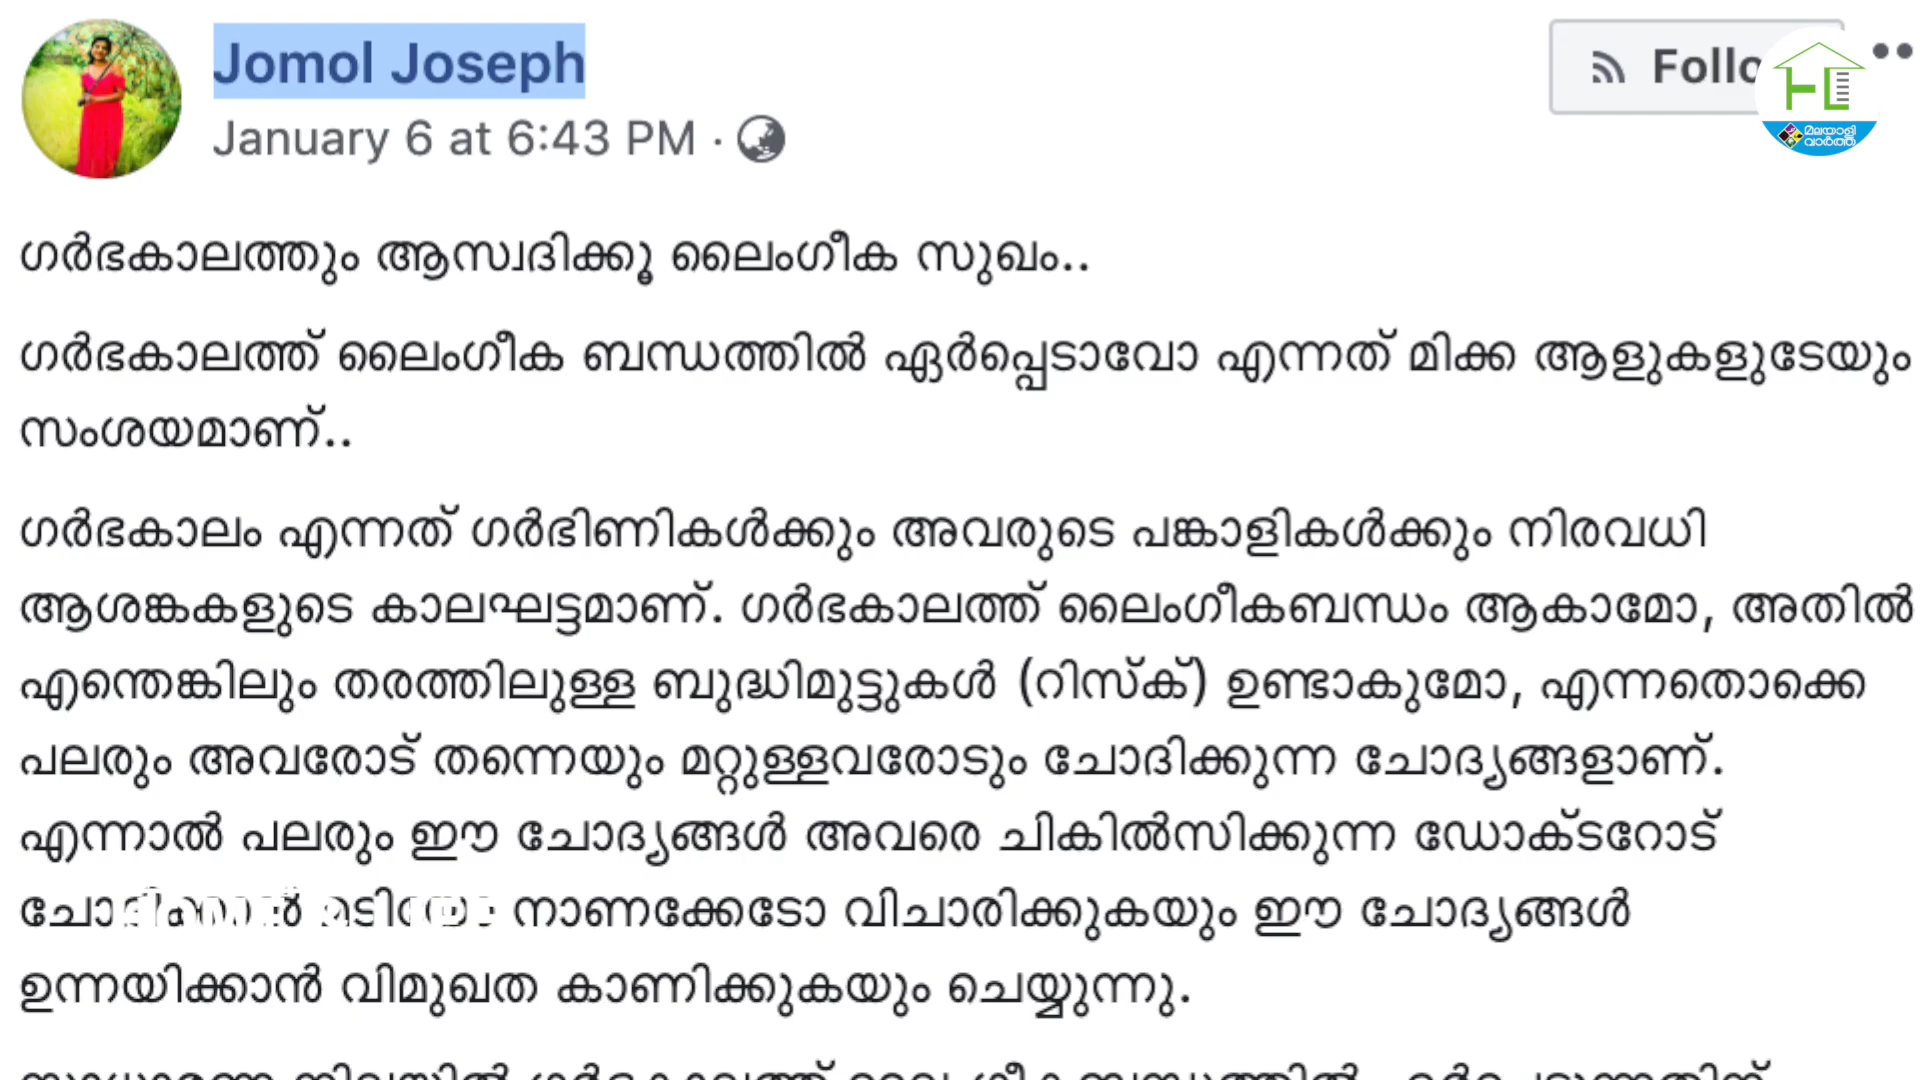 Jomol Joseph
January 6 at 6:43 PM ·
Follo
മലയാളി
വാർത്ത
ഗർഭകാലത്തും ആസ്വദിക്കൂ ലൈംഗീക സുഖം..
ഗർഭകാലത്ത് ലൈംഗീക ബന്ധത്തിൽ ഏർപ്പെടാവോ എന്നത് മിക്ക ആളുകളുടേയും
സംശയമാണ്..
ഗർഭകാലം എന്നത് ഗർഭിണികൾക്കും അവരുടെ പങ്കാളികൾക്കും നിരവധി
ആശങ്കകളുടെ കാലഘട്ടമാണ്. ഗർഭകാലത്ത് ലൈംഗീകബന്ധം ആകാമോ, അതിൽ
എന്തെങ്കിലും തരത്തിലുള്ള ബുദ്ധിമുട്ടുകൾ (റിസ്ക്) ഉണ്ടാകുമോ, എന്നതൊക്കെ
പലരും അവരോട് തന്നെയും മറ്റുള്ളവരോടും ചോദിക്കുന്ന ചോദ്യങ്ങളാണ്.
എന്നാൽ പലരും ഈ ചോദ്യങ്ങൾ അവരെ ചികിൽസിക്കുന്ന ഡോക്ടറോട്
നാണക്കേടോ വിചാരിക്കുകയും ഈ ചോദ്യങ്ങൾ
ഉന്നയിക്കാൻ വിമുഖത കാണിക്കുകയും ചെയ്യുന്നു.